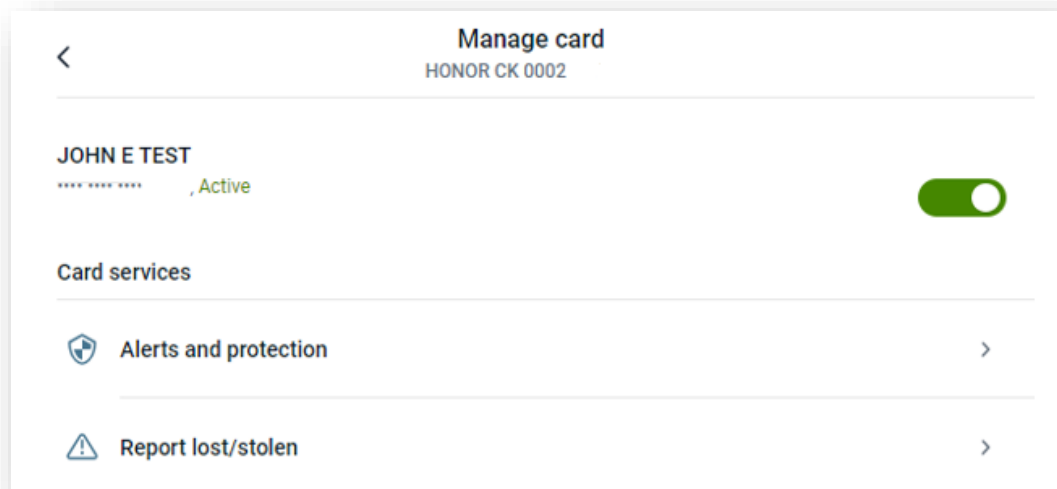 Manage card
HONOR CK 0002
JOHN E TEST
•••• •••• •••• , Active
Card services
Alerts and protection
Report lost/stolen